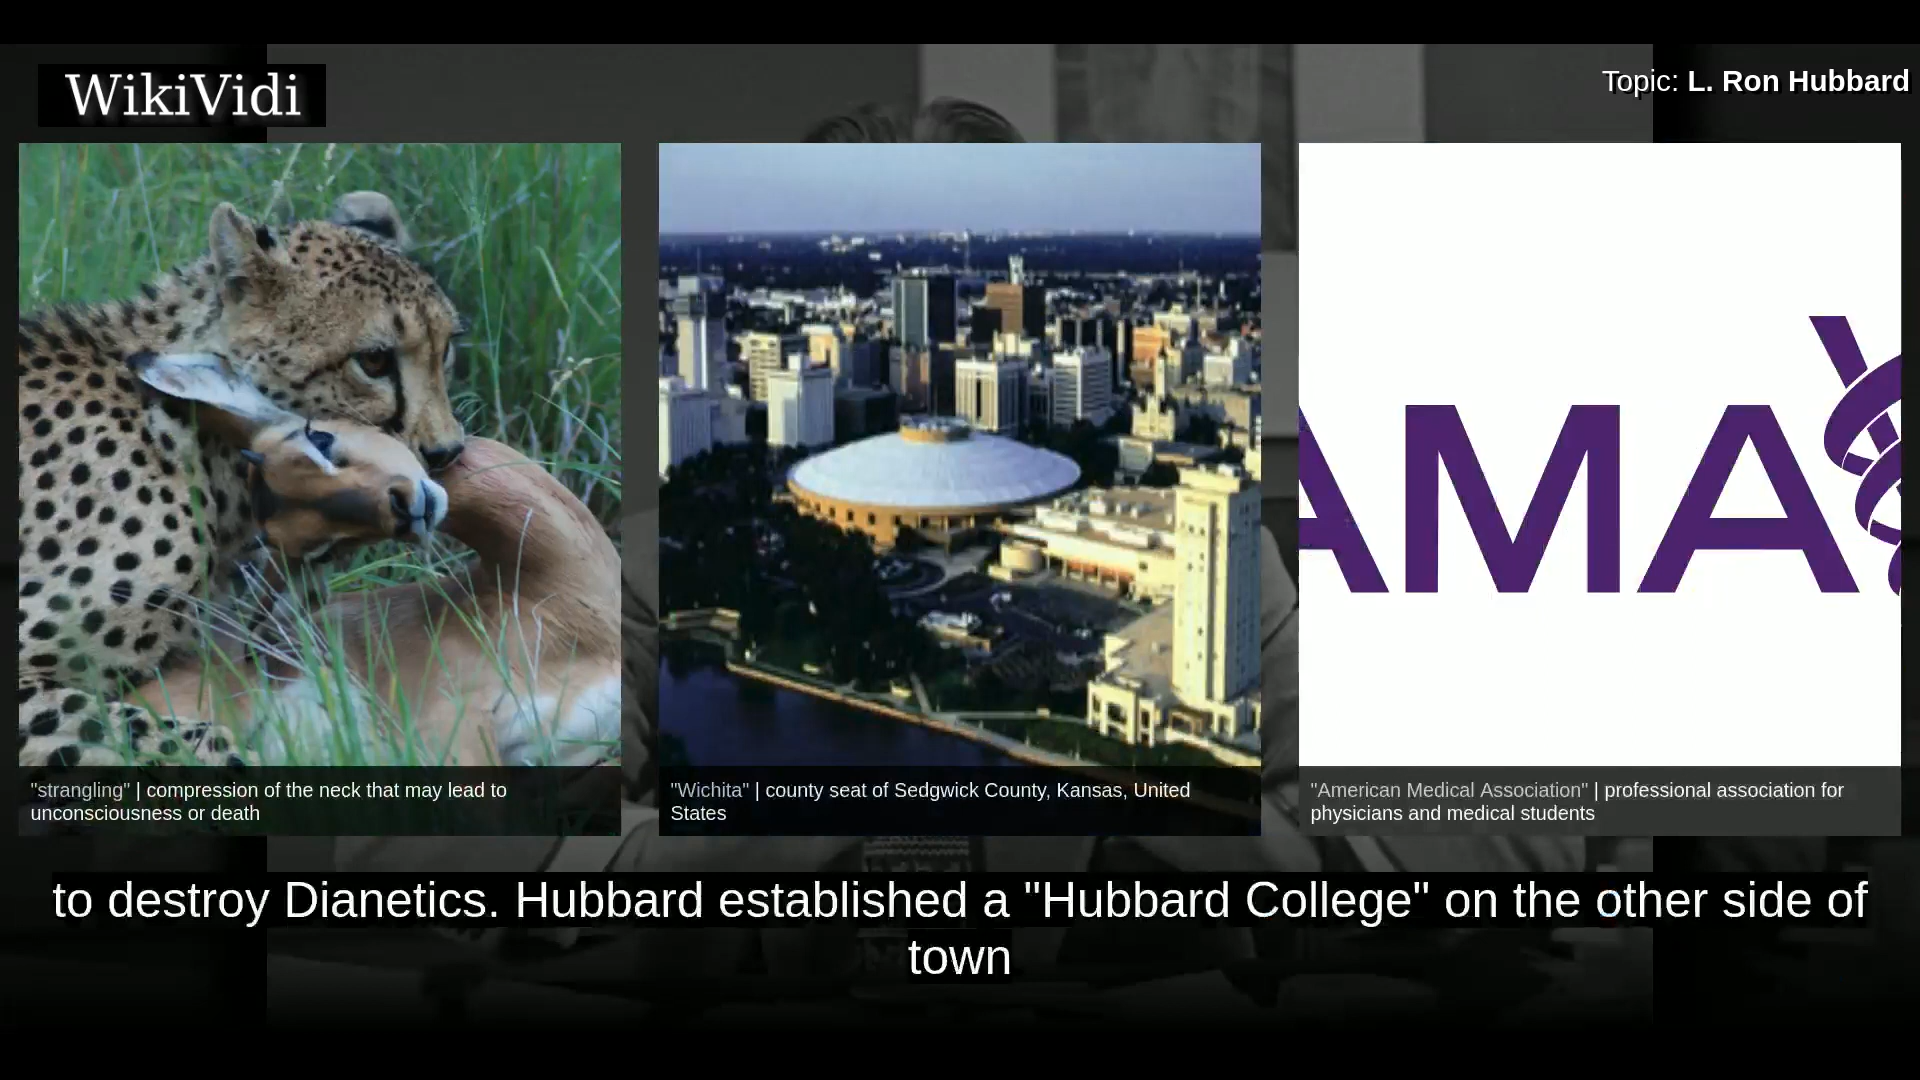 WikiVidi
Topic: L. Ron Hubbard
AMA
"strangling" | compression of the neck that may lead to
unconsciousness or death
"Wichita" | county seat of Sedgwick County, Kansas, United
States
"American Medical Association" | professional association for
physicians and medical students
to destroy Dianetics. Hubbard established a "Hubbard College" on the other side of
town